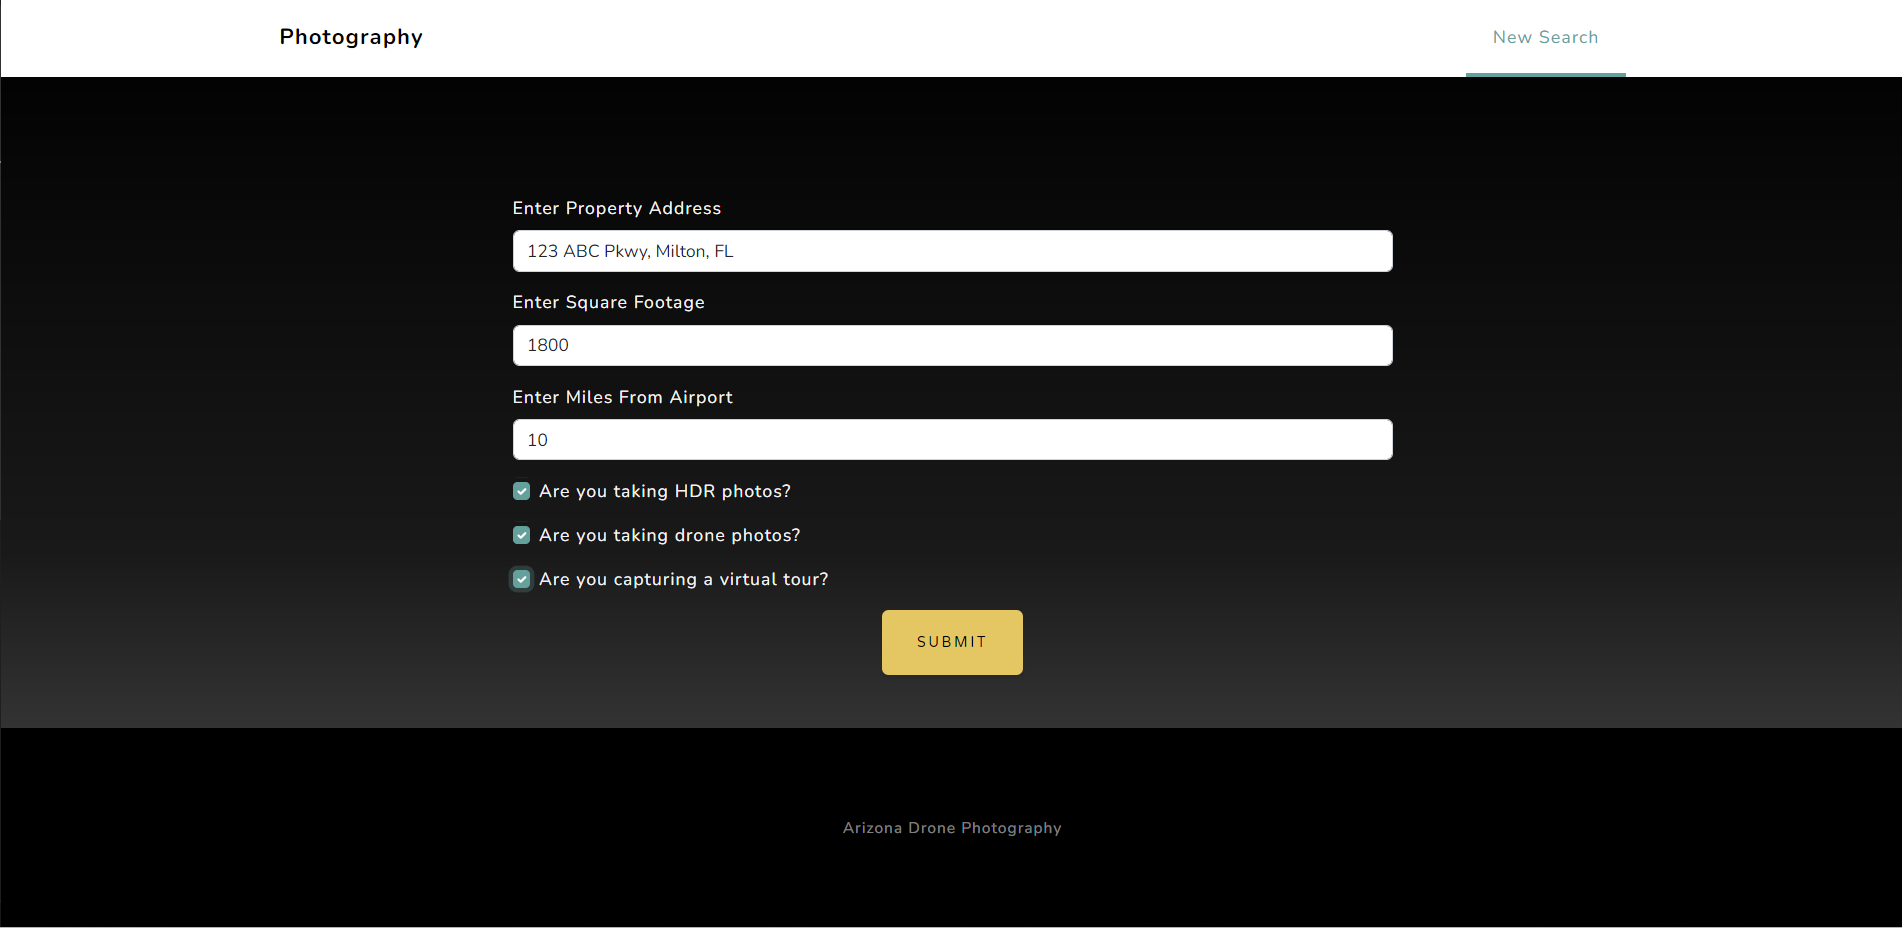 Photography
New Search
Enter Property Address
123 ABC Pkwy, Milton, FL
Enter Square Footage
1800
Enter Miles From Airport
10
Are you taking HDR photos?
Are you taking drone photos?
Are you capturing a virtual tour?
SUBMIT
Arizona Drone Photography